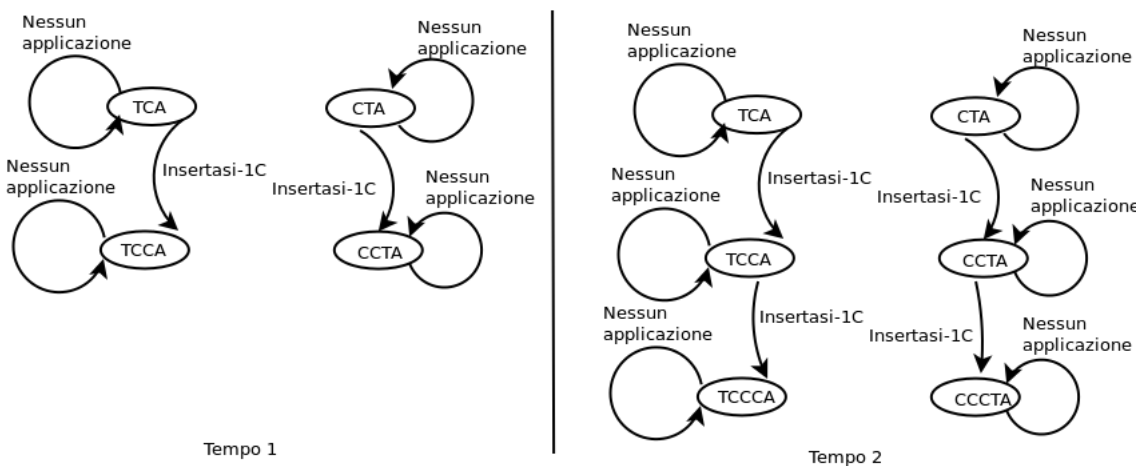 Nessun
applicazione
TCA
Insertasi-1C
Nessun
applicazione
TCCA
Nessun
applicazione
CTA
Insertasi-1C
Nessun
applicazione
CCTA
Tempo 1
Nessun
applicazione
TCA
Insertasi-1C
Nessun
applicazione
TCCA
Insertasi-1C
Nessun
applicazione
TCCCA
Nessun
applicazione
CTA
Insertasi-1C
Nessun
applicazione
CCTA
Insertasi-1C
Nessun
applicazione
CCCTA
Tempo 2